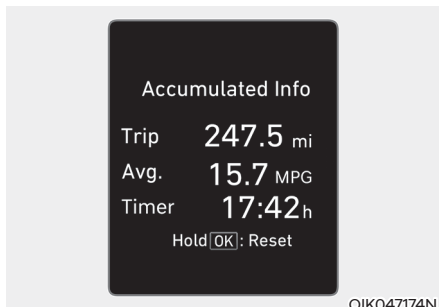 Accumulated Info
Trip 247.5 mi
Avg. 15.7 MPG
Timer 17:42h
Hold OK : Reset
OIK047174N